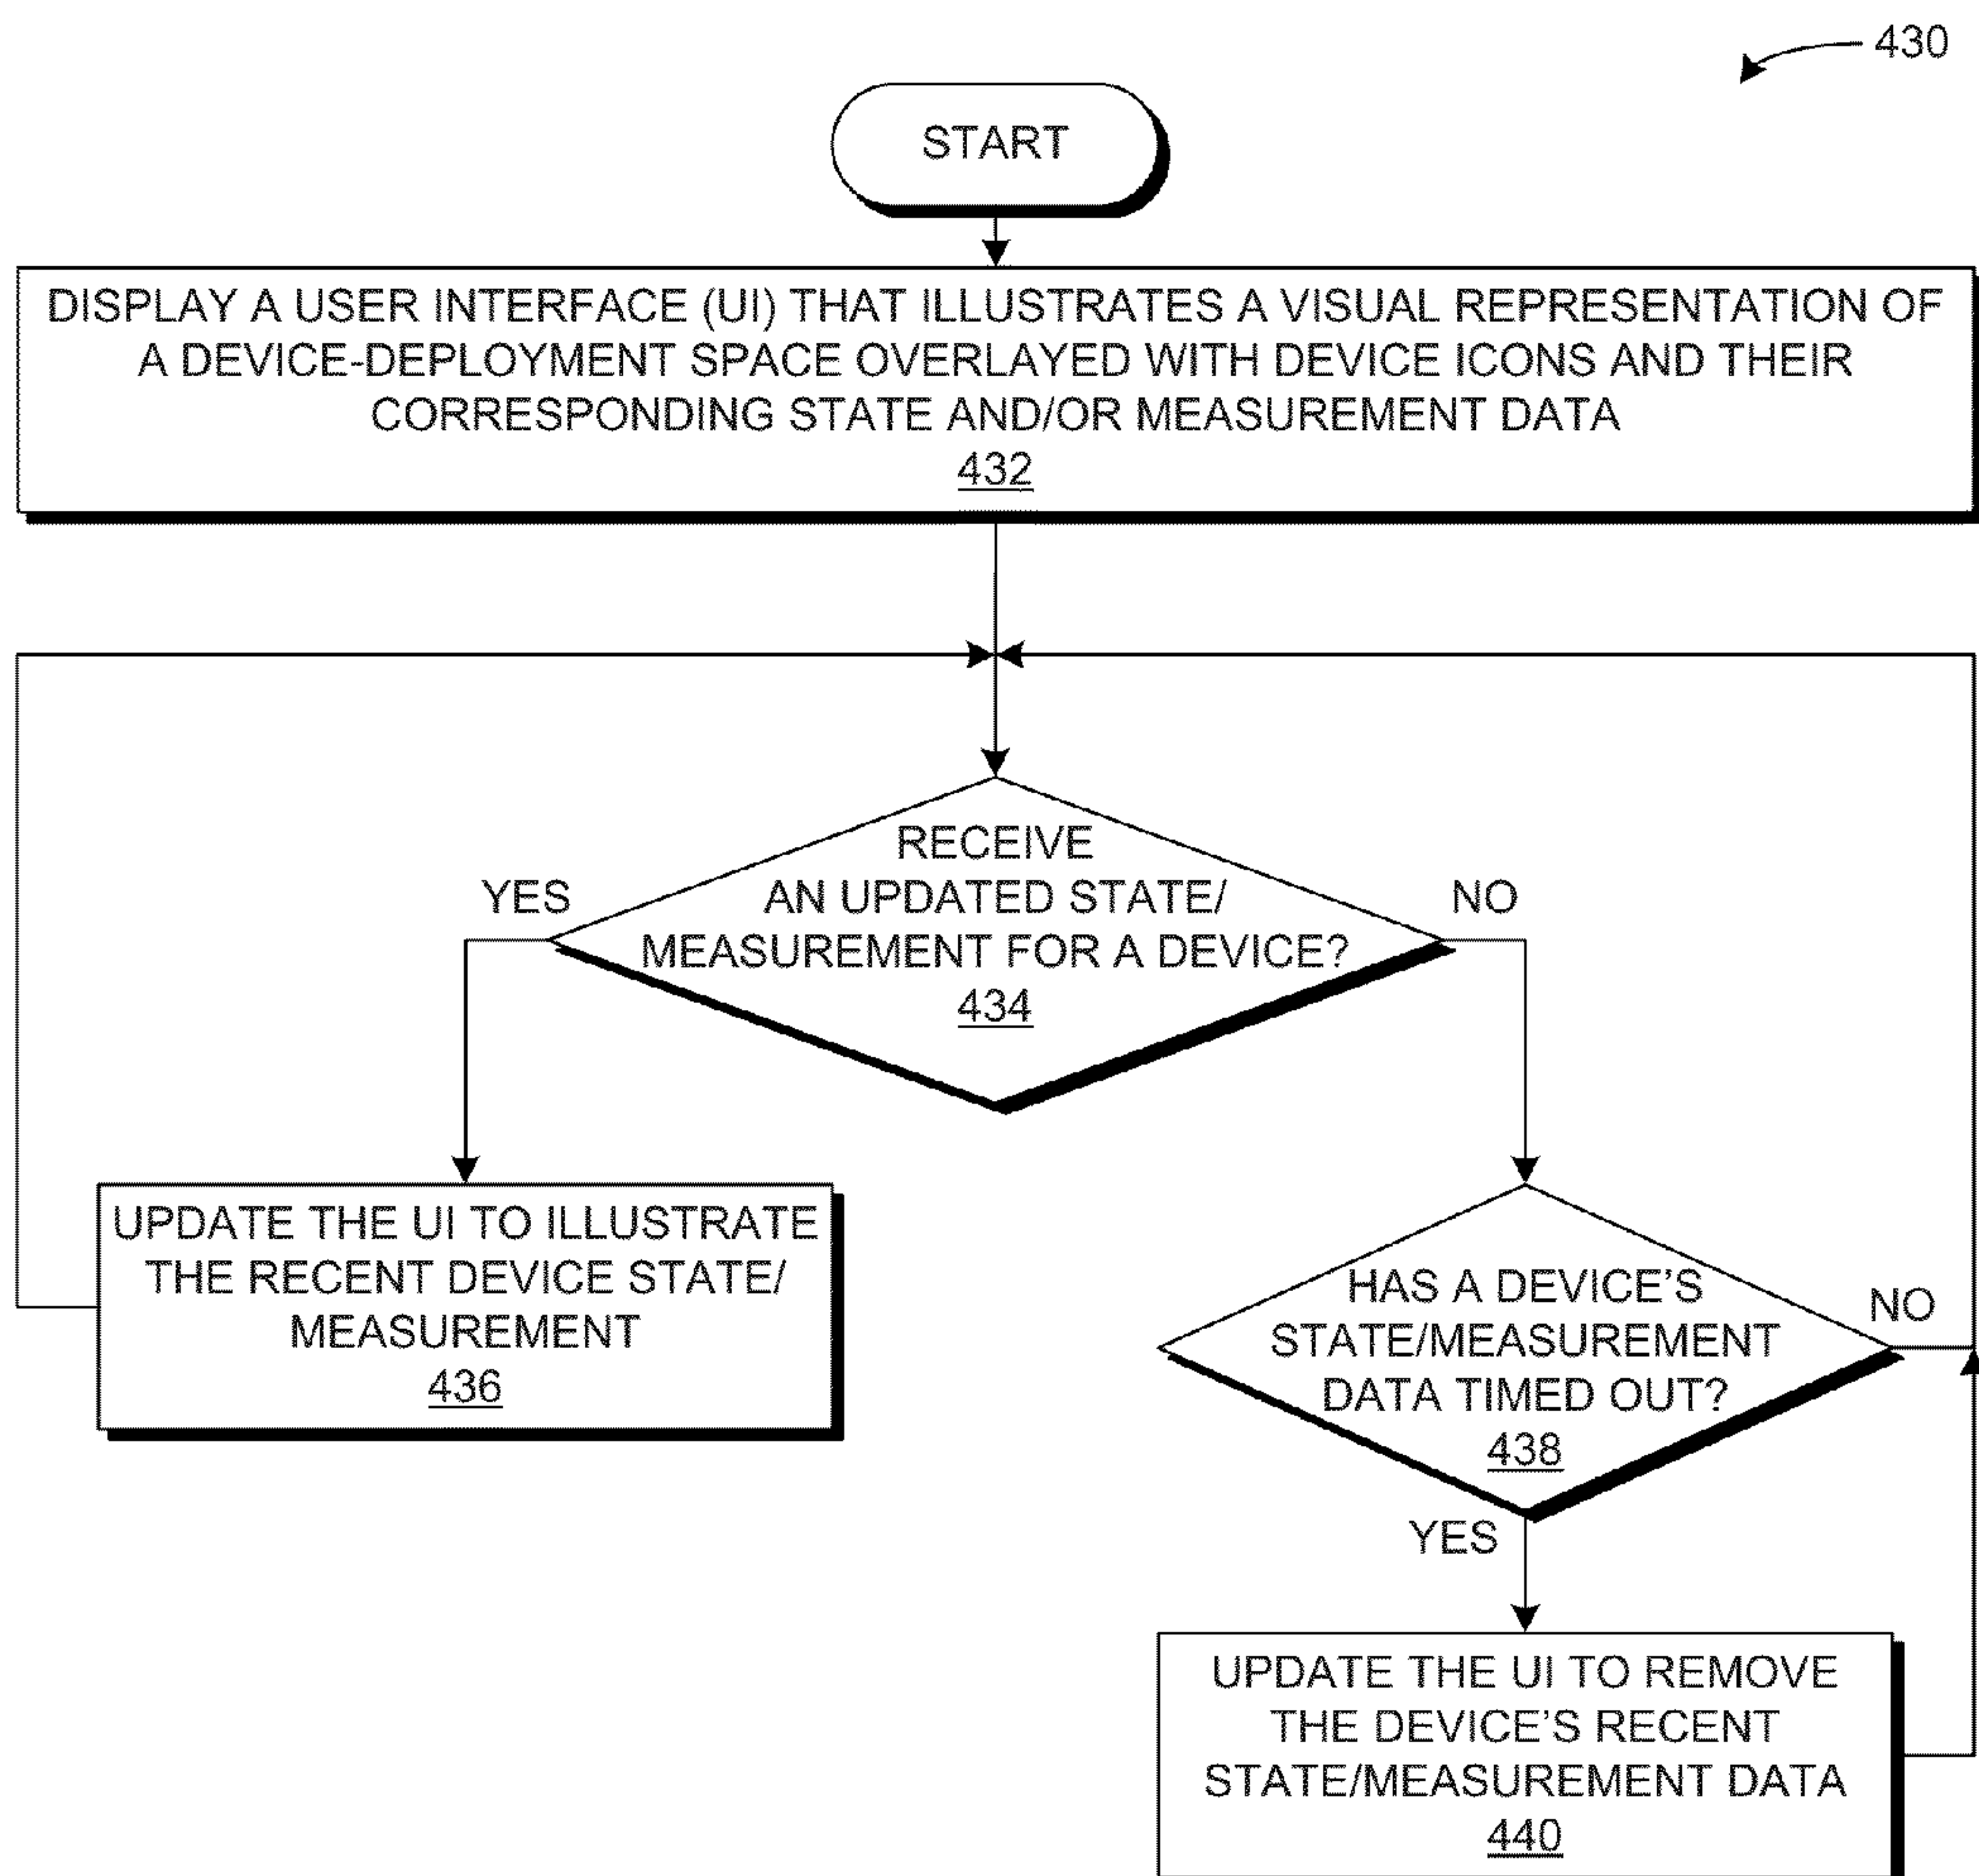 430
START
DISPLAY A USER INTERFACE (UI) THAT ILLUSTRATES A VISUAL REPRESENTATION OF
A DEVICE-DEPLOYMENT SPACE OVERLAYED WITH DEVICE ICONS AND THEIR
CORRESPONDING STATE AND/OR MEASUREMENT DATA
432
RECEIVE
AN UPDATED STATE/
MEASUREMENT FOR A DEVICE?
434
YES
NO
UPDATE THE UI TO ILLUSTRATE
THE RECENT DEVICE STATE/
MEASUREMENT
436
HAS A DEVICE'S
STATE/MEASUREMENT
DATA TIMED OUT?
438
NO
YES
UPDATE THE UI TO REMOVE
THE DEVICE'S RECENT
STATE/MEASUREMENT DATA
440